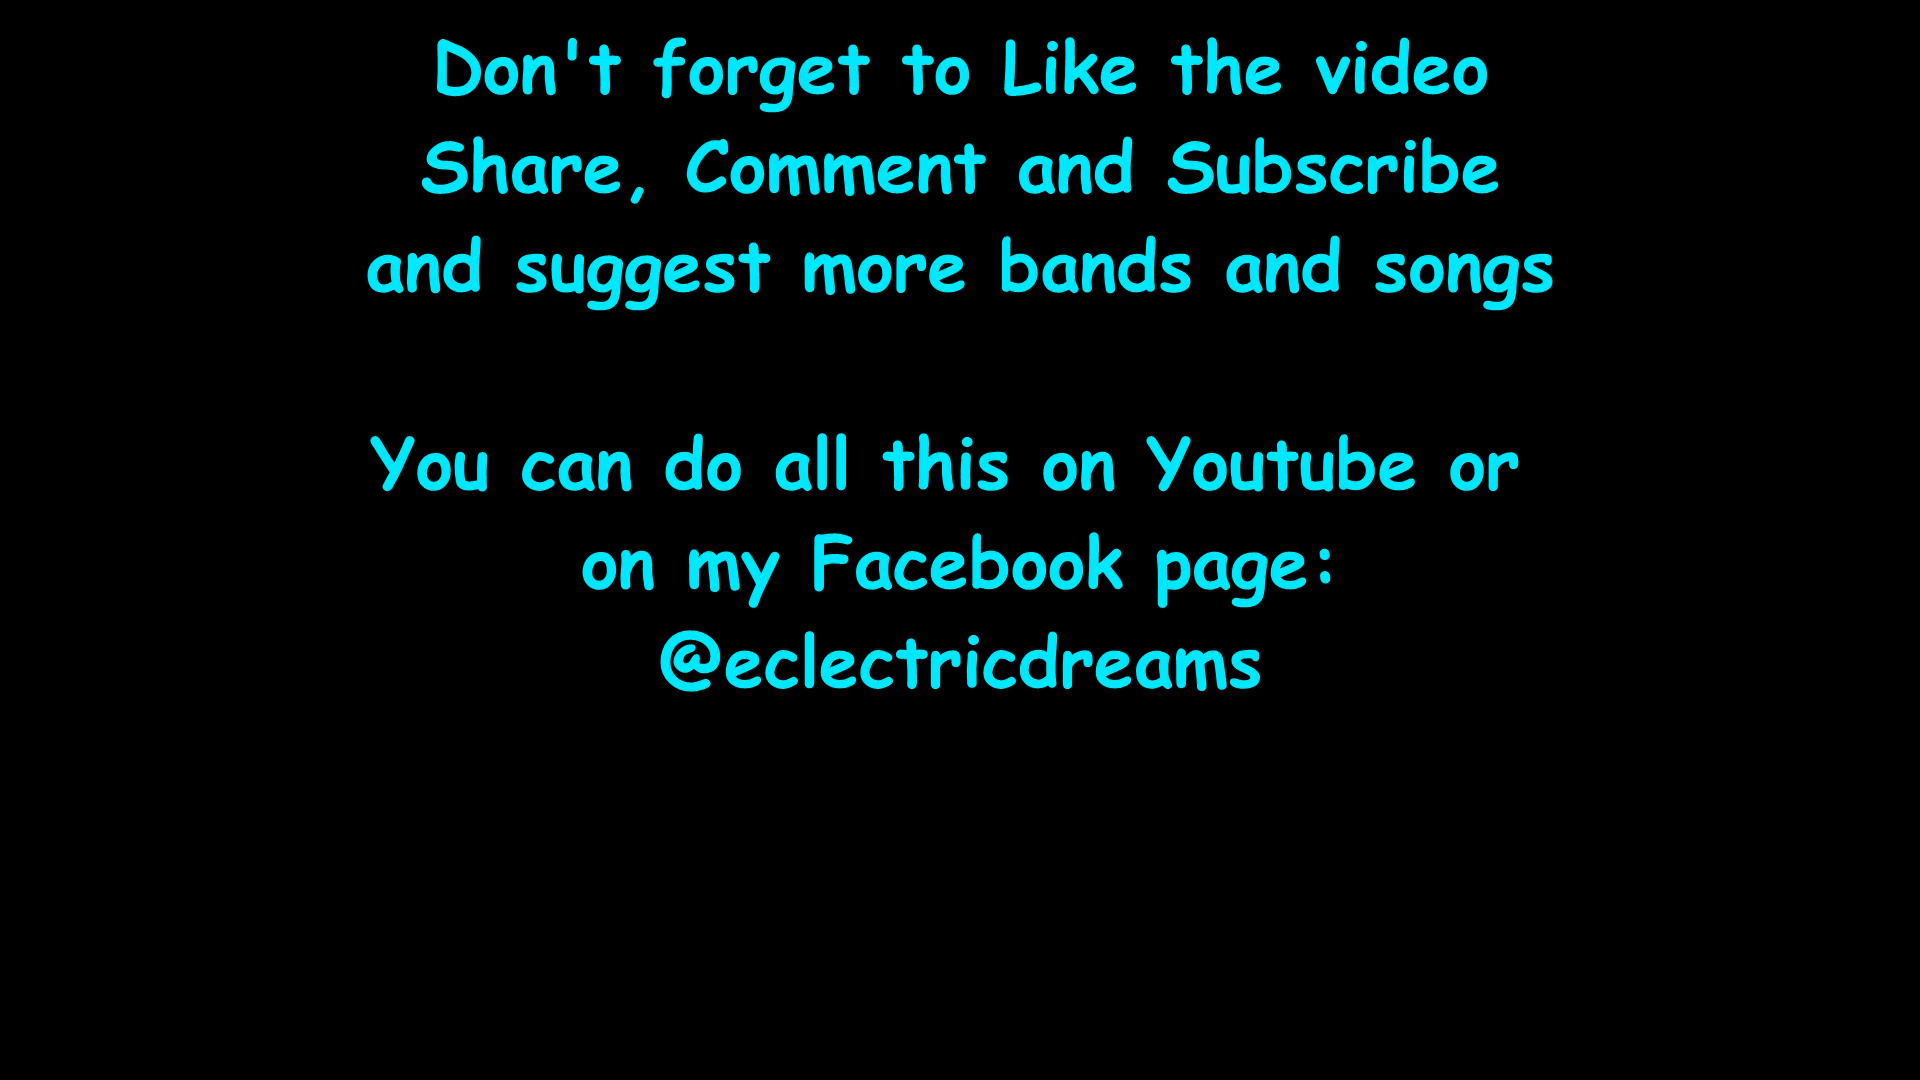 Don't forget to Like the video
Share, Comment and Subscribe
and suggest more bands and songs
You can do all this on Youtube or
on my Facebook page:
@eclectricdreams